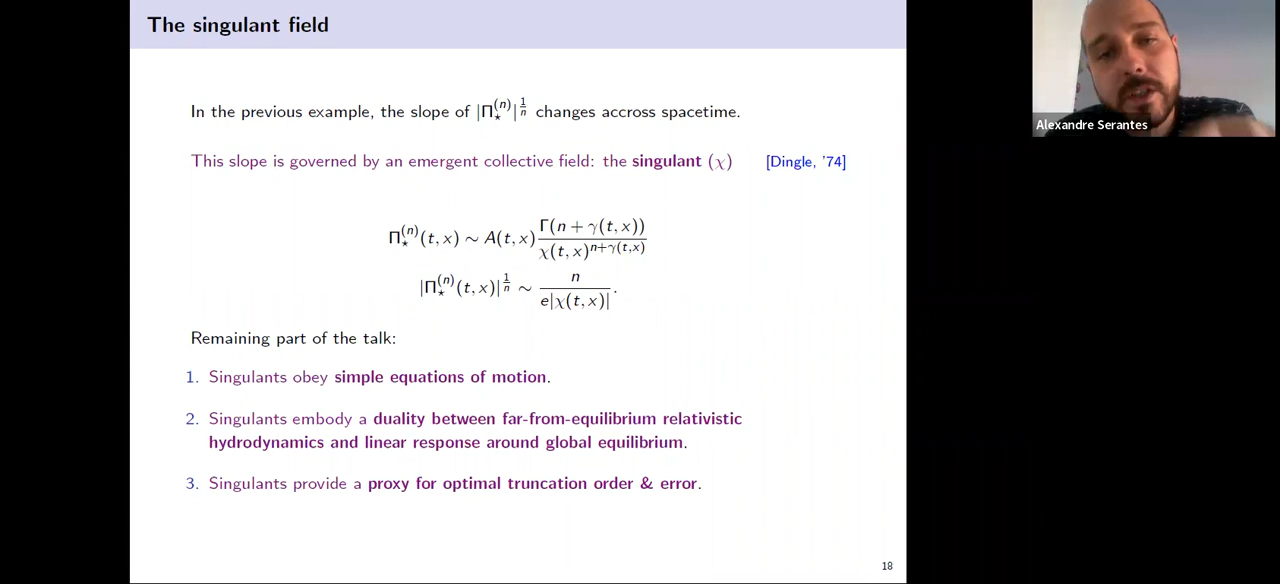 The singulant field
In the previous example, the slope of |Π⋆^(n)|^(1/n) changes accross spacetime.
This slope is governed by an emergent collective field: the singulant (χ) [Dingle, '74]
Π⋆^(n)(t, x) ∼ A(t, x) Γ(n + γ(t, x)) / χ(t, x)^(n+γ(t,x))
|Π⋆^(n)(t, x)|^(1/n) ∼ n / e|χ(t, x)| .
Remaining part of the talk:
1. Singulants obey simple equations of motion.
2. Singulants embody a duality between far-from-equilibrium relativistic
hydrodynamics and linear response around global equilibrium.
3. Singulants provide a proxy for optimal truncation order & error.
18
Alexandre Serantes